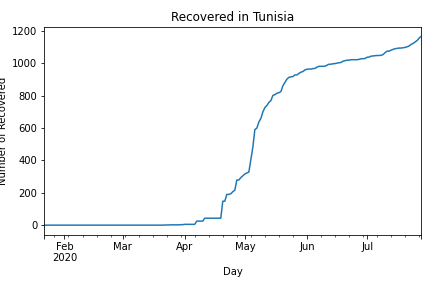 Recovered in Tunisia
1200
1000
800
600
400
200
0
Number of Recovered
Feb
2020
Mar
Apr
May
Jun
Jul
Day